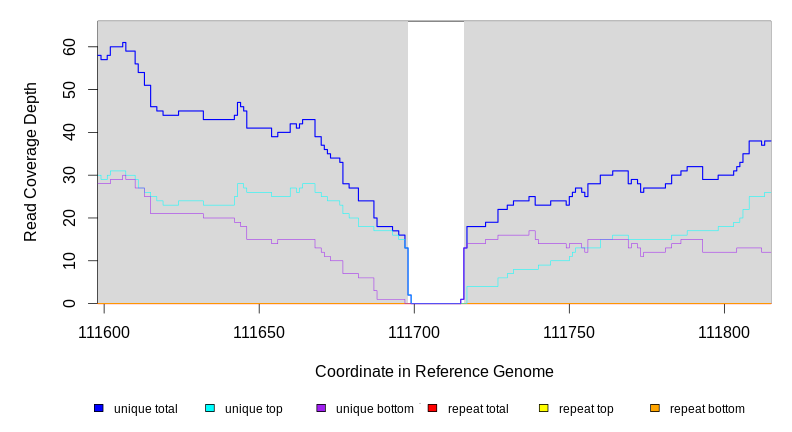 60
50
40
30
20
10
0
Read Coverage Depth
111600 111650 111700 111750 111800
Coordinate in Reference Genome
unique total unique top unique bottom repeat total repeat top repeat bottom